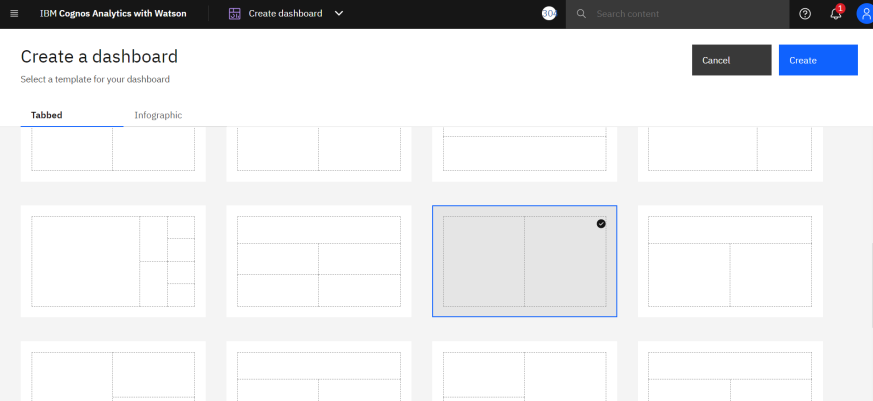 IBM Cognos Analytics with Watson
Create dashboard
Search content
1
Create a dashboard
Select a template for your dashboard
Cancel
Create
Tabbed
Infographic